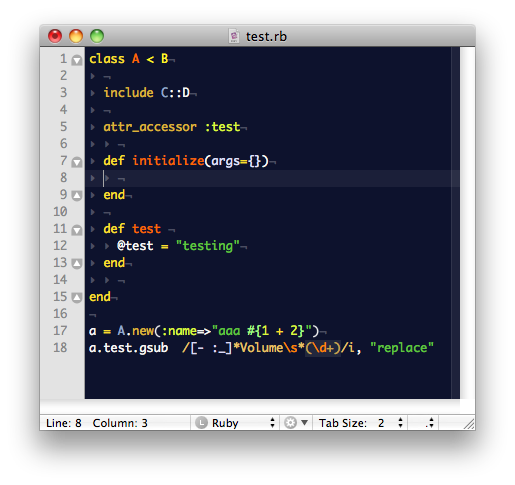 test.rb
1 class A < B¬
2 ¬
3 include C::D¬
4 ¬
5 attr_accessor :test¬
6 ¬
7 def initialize(args={})¬
8 ¬
9 end¬
10 ¬
11 def test ¬
12 @test = "testing"¬
13 end¬
14 ¬
15 end¬
16 ¬
17 a = A.new(:name=>"aaa #{1 + 2}")¬
18 a.test.gsub /[- :_]*Volume\s*(\d+)/i, "replace"
Line: 8 Column: 3 L Ruby Tab Size: 2 .